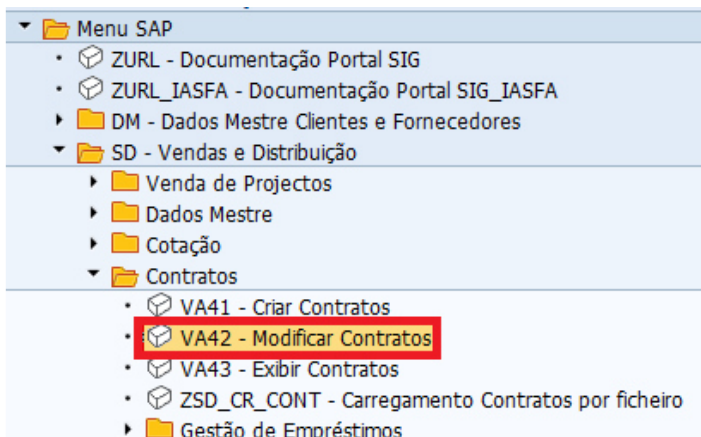 Menu SAP
ZURL - Documentação Portal SIG
ZURL_IASFA - Documentação Portal SIG_IASFA
DM - Dados Mestre Clientes e Fornecedores
SD - Vendas e Distribuição
Venda de Projectos
Dados Mestre
Cotação
Contratos
VA41 - Criar Contratos
VA42 - Modificar Contratos
VA43 - Exibir Contratos
ZSD_CR_CONT - Carregamento Contratos por ficheiro
Gestão de Empréstimos